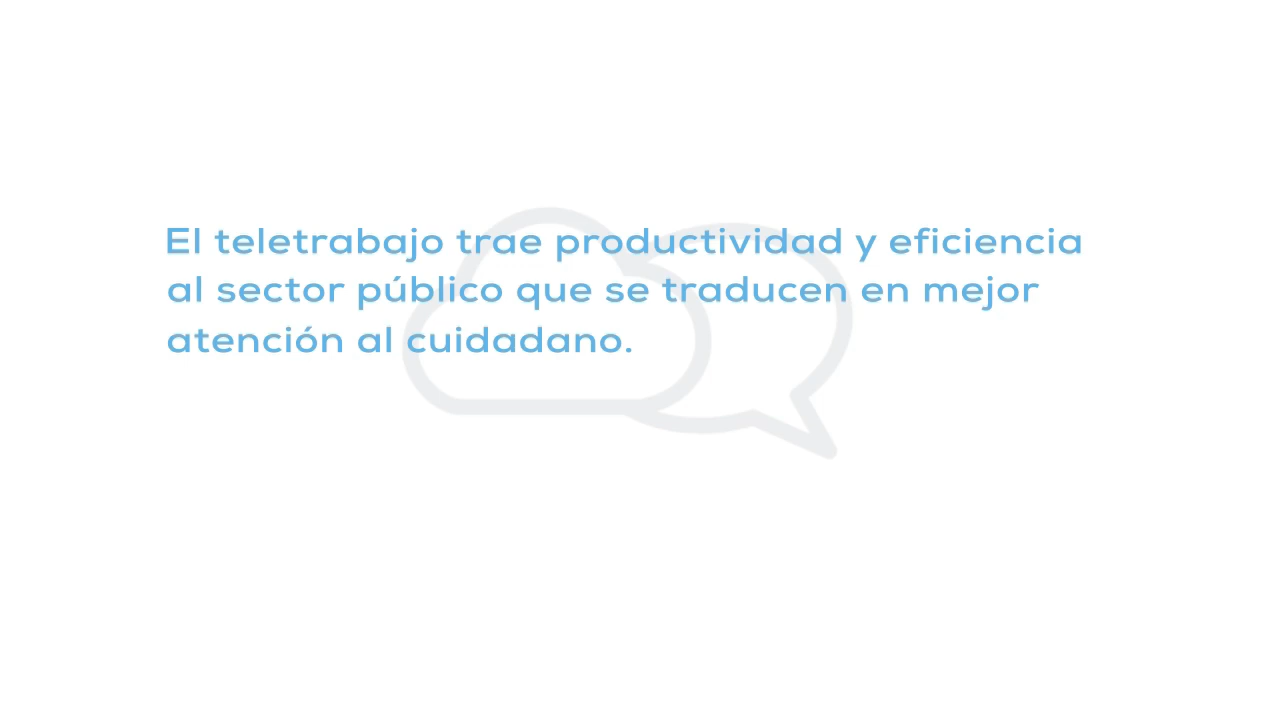 El teletrabajo trae productividad y eficiencia
al sector público que se traducen en mejor
atención al cuidadano.